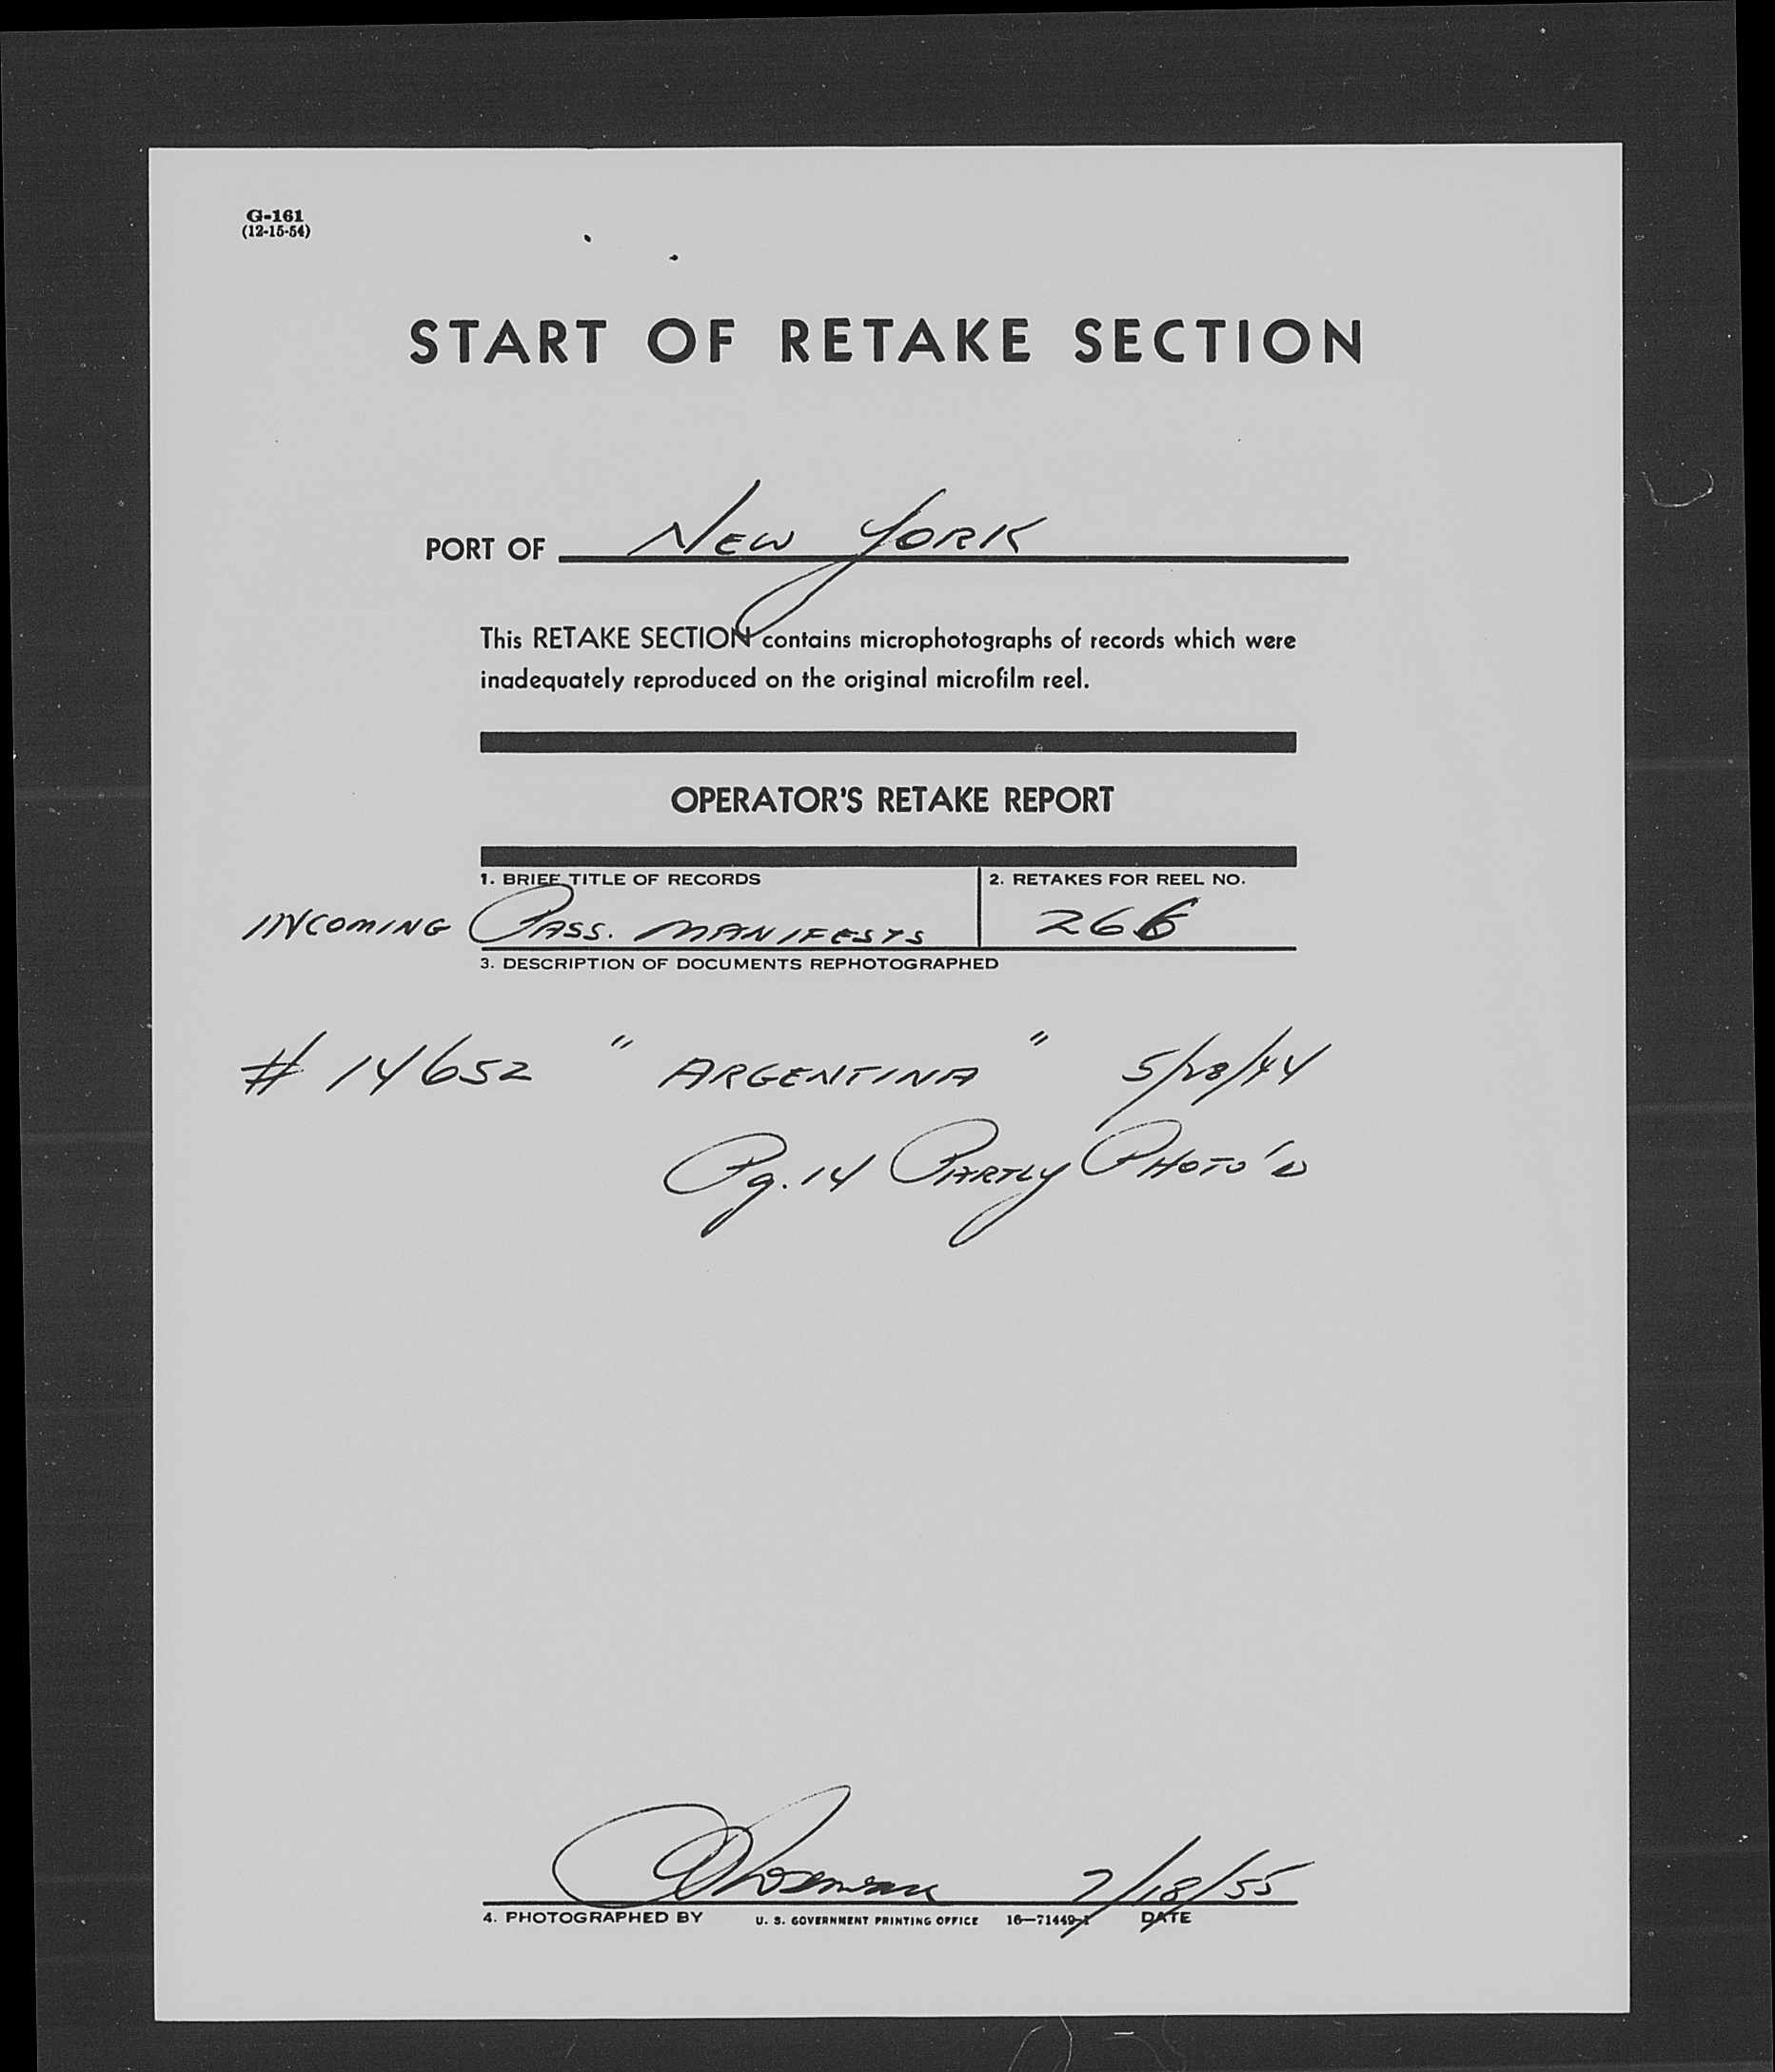 G-161
(12-15-54)
START OF RETAKE SECTION
PORT OF NEW YORK
This RETAKE SECTION contains microphotographs of records which were
inadequately reproduced on the original microfilm reel.
OPERATOR'S RETAKE REPORT
1. BRIEF TITLE OF RECORDS 2. RETAKES FOR REEL NO.
INCOMING PASS. MANIFESTS 266
3. DESCRIPTION OF DOCUMENTS REPHOTOGRAPHED
# 14652 " ARGENTINA " 5/28/44
Pg. 14 PARTLY PHOTO'D
7/18/55
4. PHOTOGRAPHED BY U. S. GOVERNMENT PRINTING OFFICE 16—71449-1 DATE